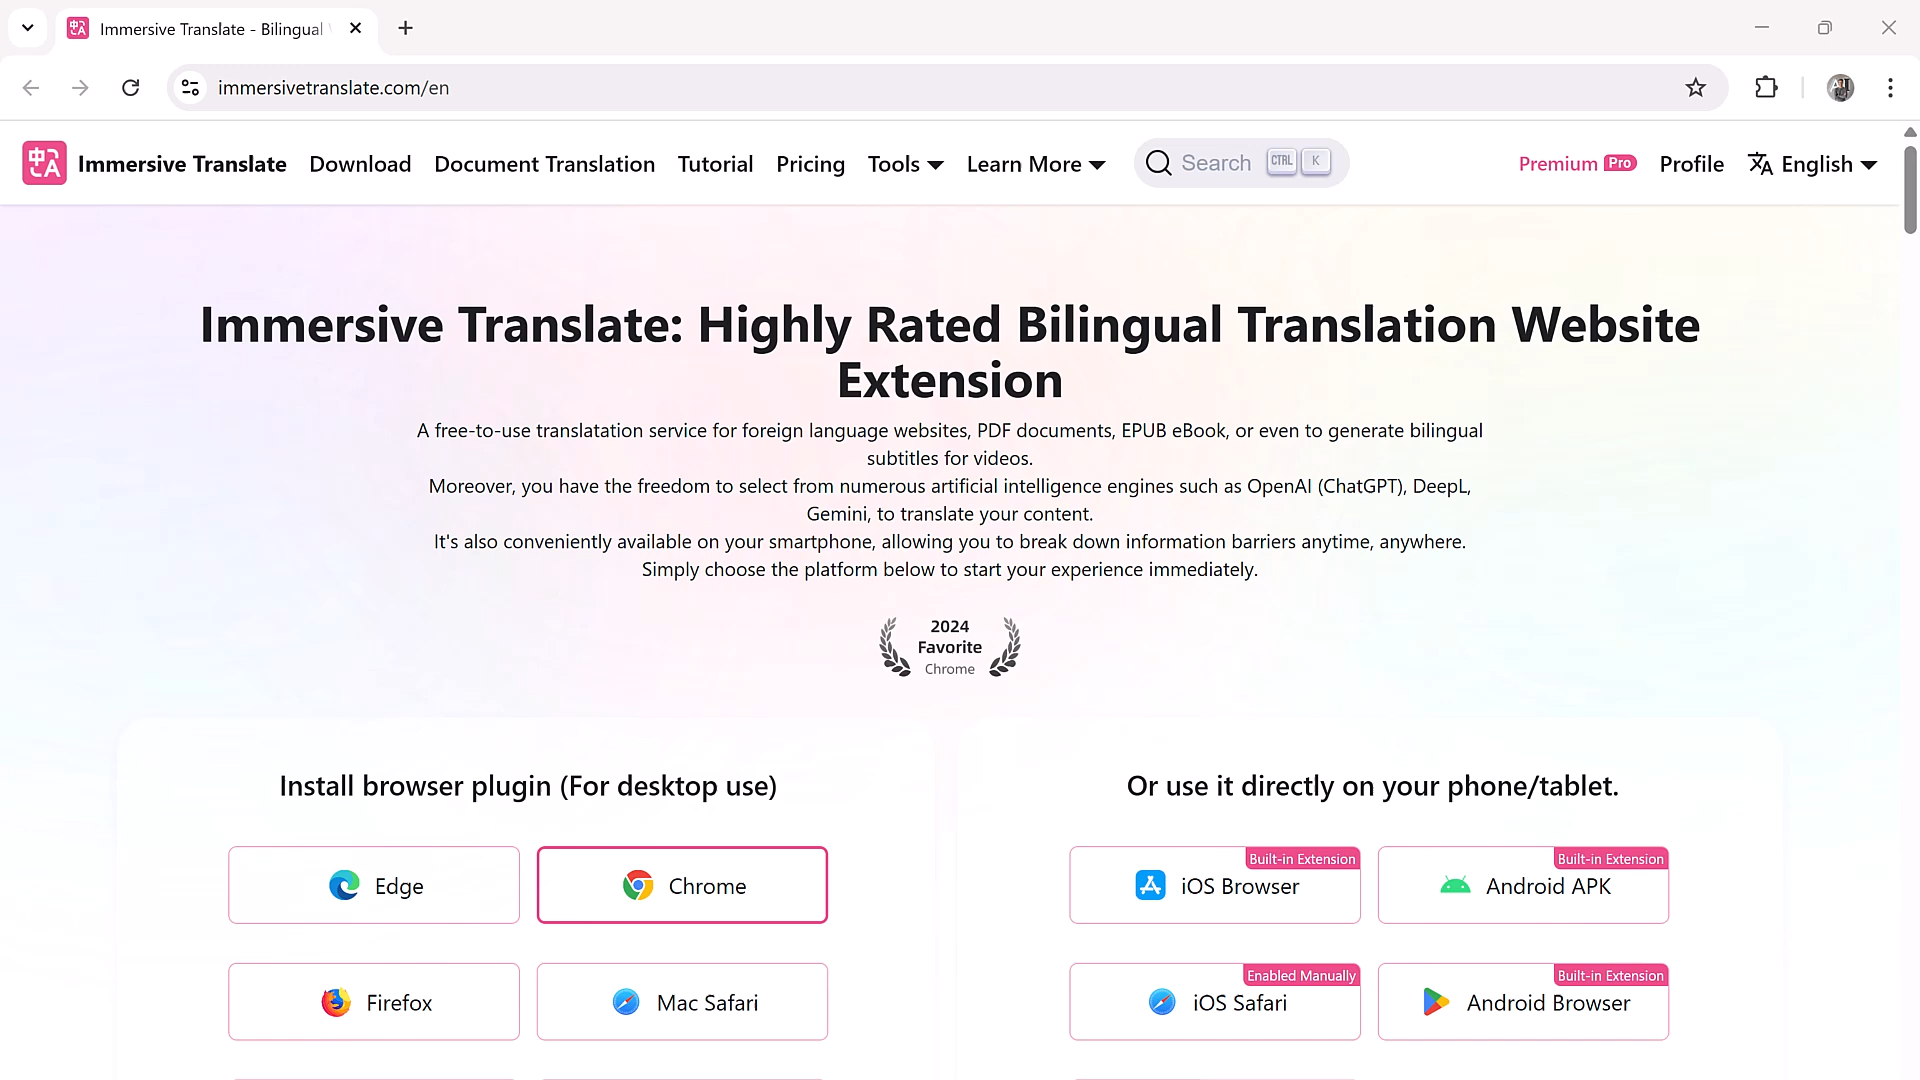 Immersive Translate - Bilingual
immersivetranslate.com/en
Immersive Translate Download Document Translation Tutorial Pricing Tools Learn More Search CTRL K Premium Pro Profile English
Immersive Translate: Highly Rated Bilingual Translation Website
Extension
A free-to-use translatation service for foreign language websites, PDF documents, EPUB eBook, or even to generate bilingual
subtitles for videos.
Moreover, you have the freedom to select from numerous artificial intelligence engines such as OpenAI (ChatGPT), DeepL,
Gemini, to translate your content.
It's also conveniently available on your smartphone, allowing you to break down information barriers anytime, anywhere.
Simply choose the platform below to start your experience immediately.
2024
Favorite
Chrome
Install browser plugin (For desktop use)
Edge
Chrome
Firefox
Mac Safari
Or use it directly on your phone/tablet.
Built-in Extension
iOS Browser
Built-in Extension
Android APK
Enabled Manually
iOS Safari
Built-in Extension
Android Browser